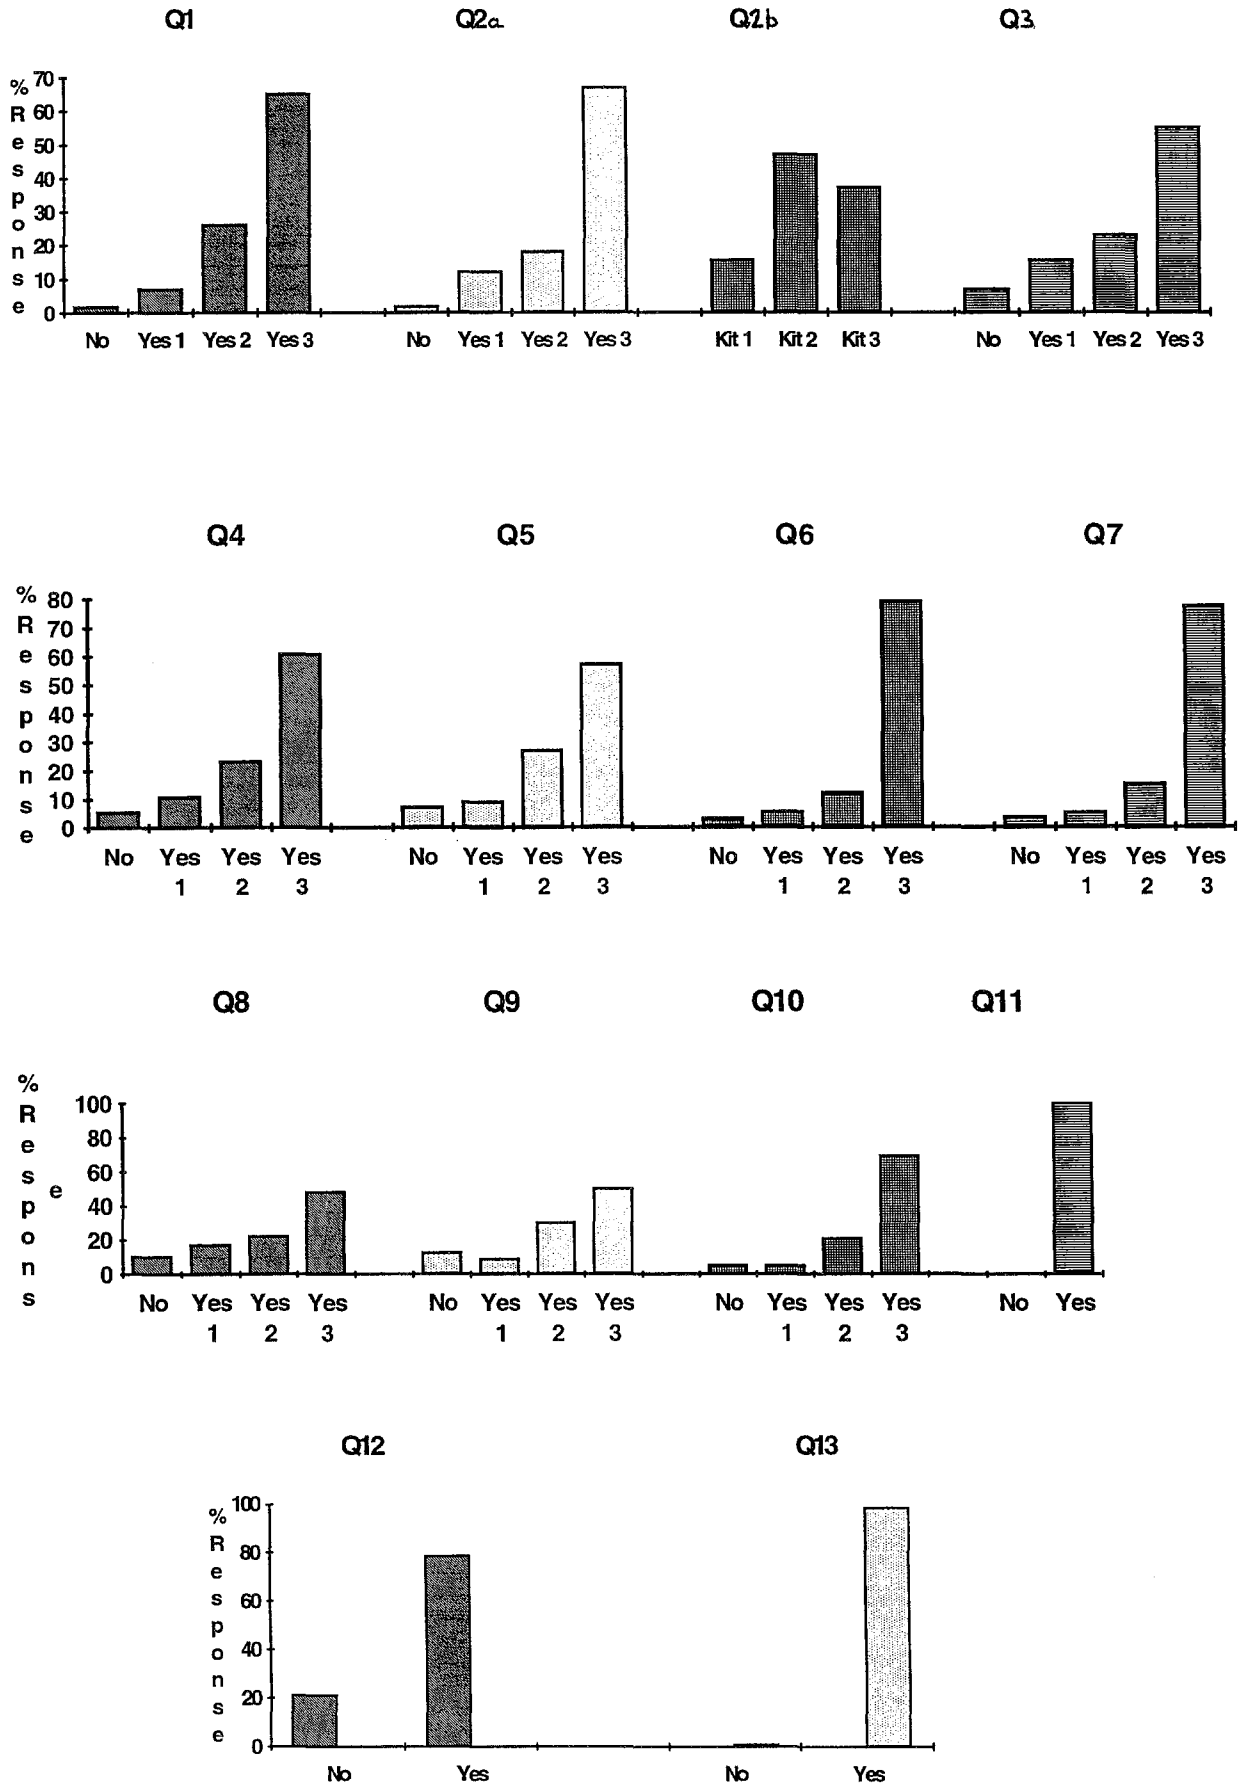 Q1 Q2a Q2b Q3
% Response
70
60
50
40
30
20
10
0
No Yes 1 Yes 2 Yes 3 No Yes 1 Yes 2 Yes 3 Kit 1 Kit 2 Kit 3 No Yes 1 Yes 2 Yes 3
Q4 Q5 Q6 Q7
% Response
80
70
60
50
40
30
20
10
0
No Yes Yes Yes No Yes Yes Yes No Yes Yes Yes No Yes Yes Yes
1 2 3 1 2 3 1 2 3 1 2 3
Q8 Q9 Q10 Q11
% Respons
e
100
80
60
40
20
0
No Yes Yes Yes No Yes Yes Yes No Yes Yes Yes No Yes
1 2 3 1 2 3 1 2 3
Q12 Q13
% Response
100
80
60
40
20
0
No Yes No Yes